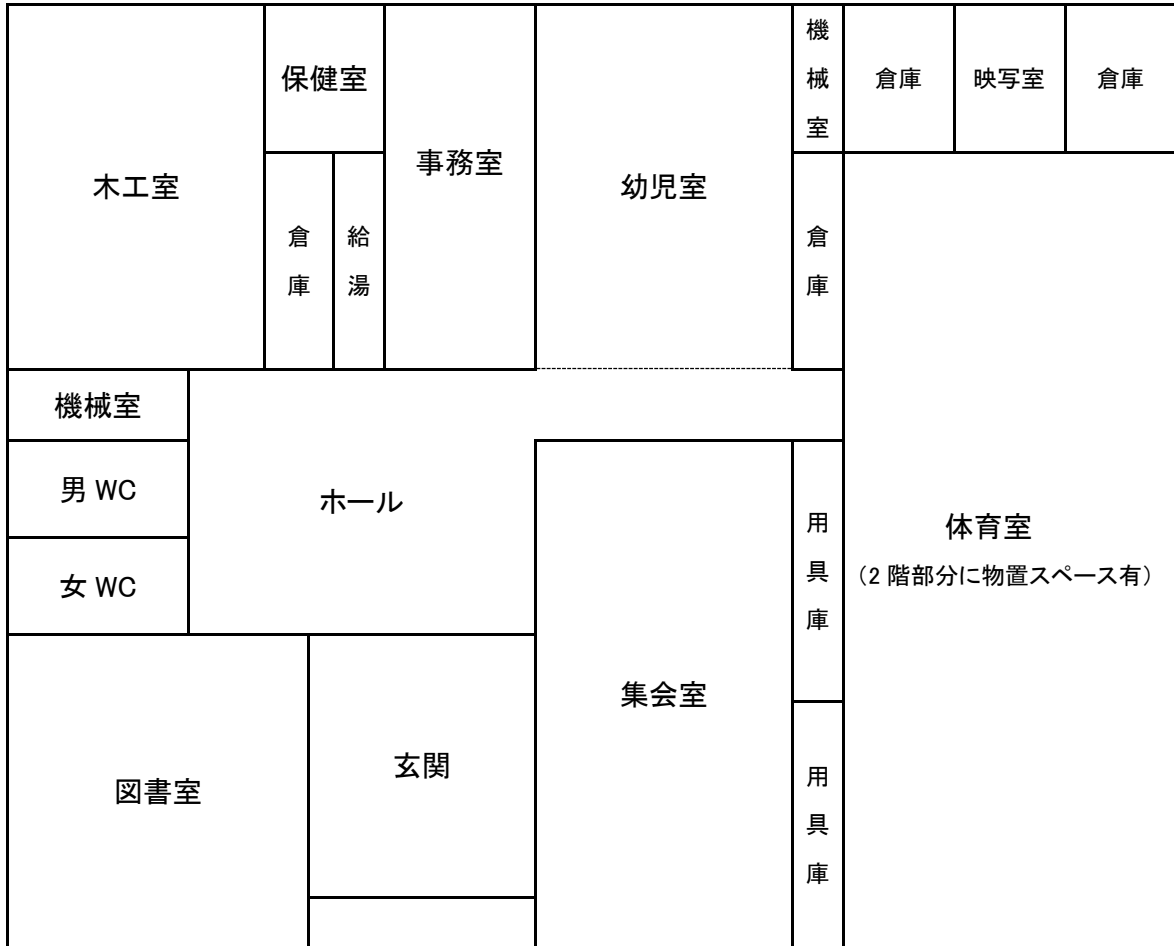 木工室
保健室
倉庫
給湯
事務室
幼児室
機械室
倉庫
倉庫
映写室
倉庫
機械室
男 WC
女 WC
ホール
用具庫
体育室
（2 階部分に物置スペース有）
図書室
玄関
集会室
用具庫